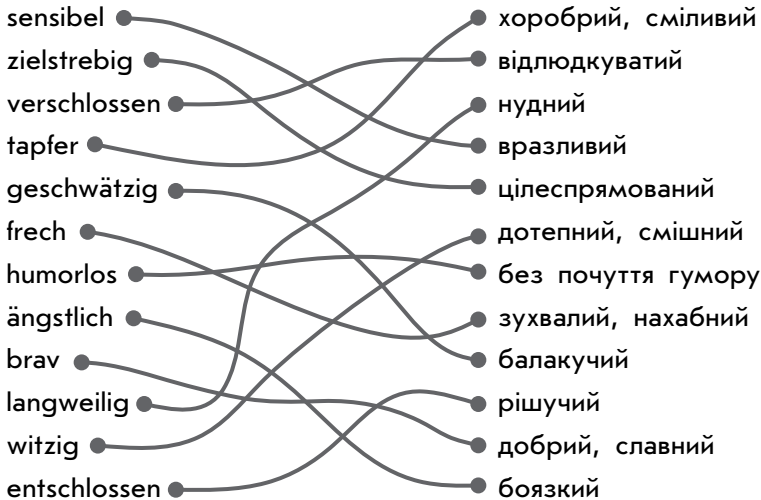 sensibel хоробрий, сміливий
zielstrebig відлюдкуватий
verschlossen нудний
tapfer вразливий
geschwätzig цілеспрямований
frech дотепний, смішний
humorlos без почуття гумору
ängstlich зухвалий, нахабний
brav балакучий
langweilig рішучий
witzig добрий, славний
entschlossen боязкий